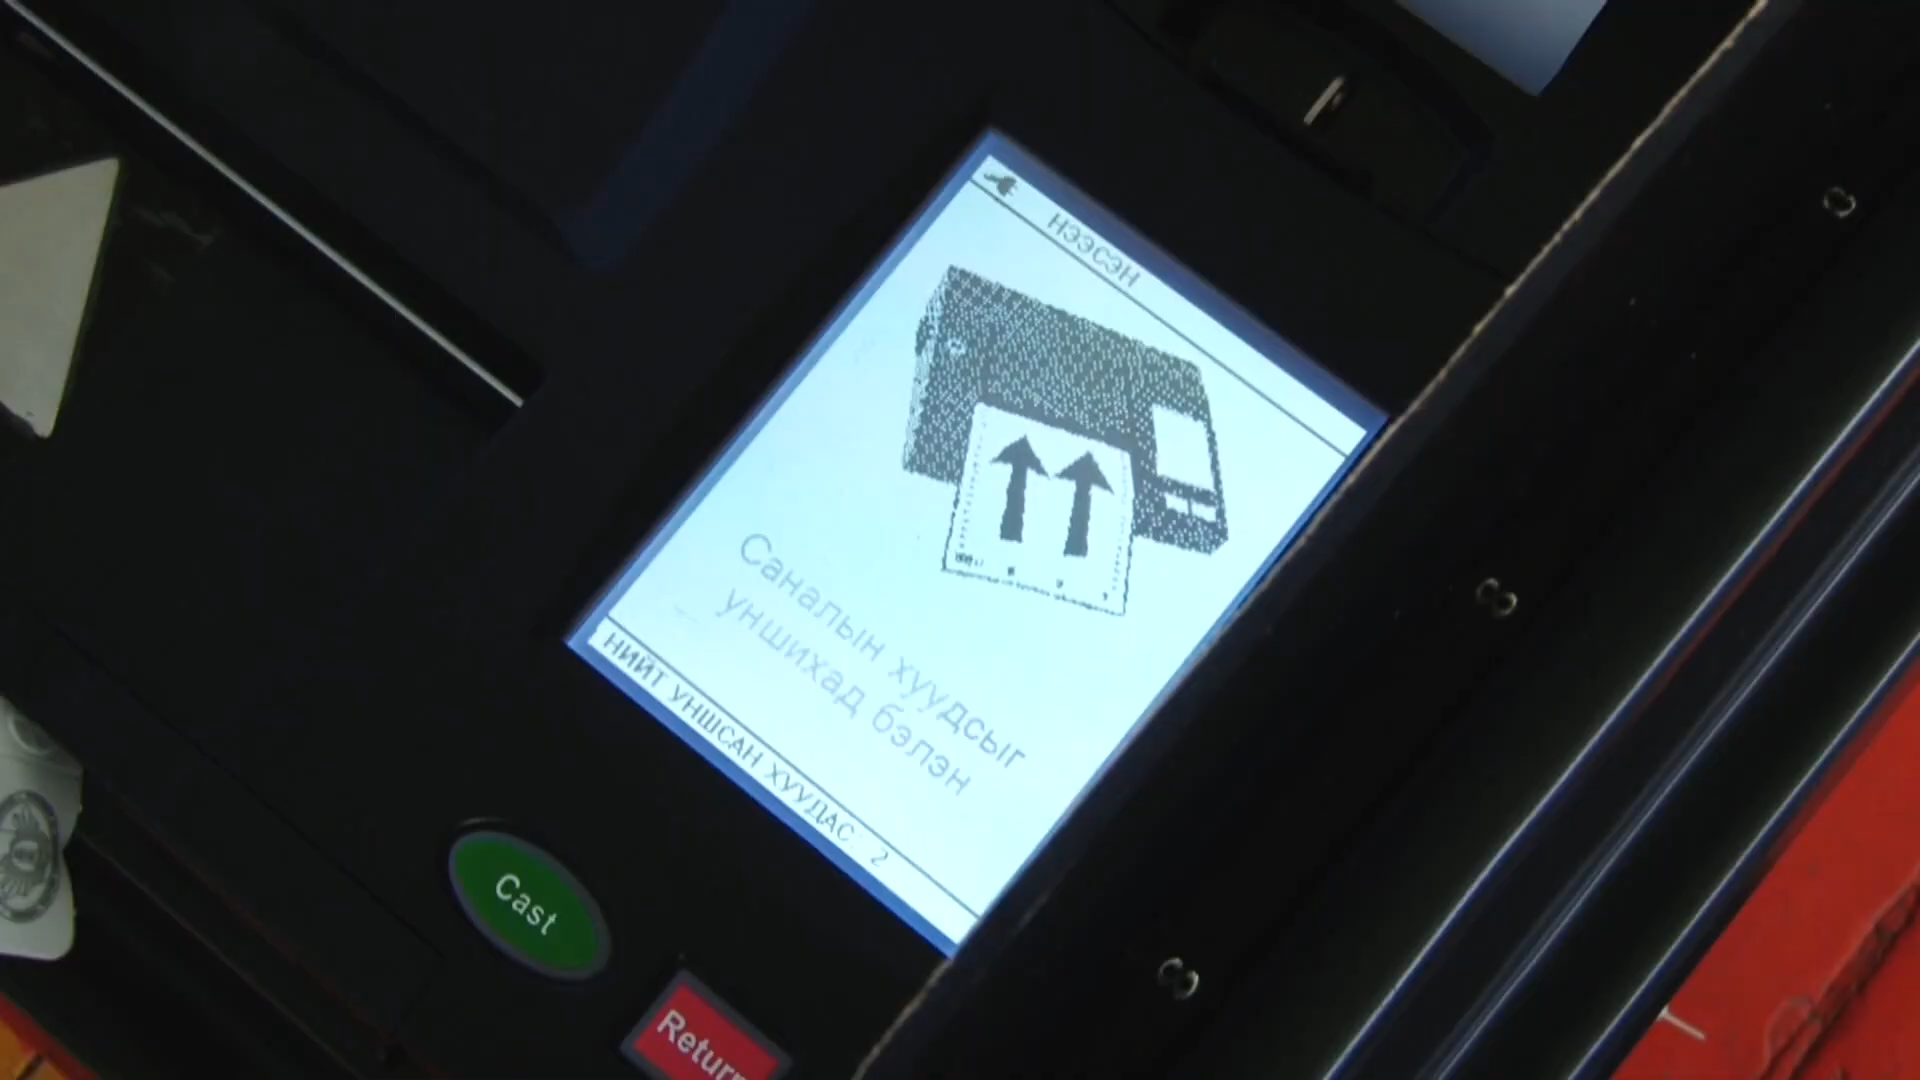 НЭЭСЭН
Саналын хуудсыг
уншихад бэлэн
НИЙТ УНШСАН ХУУДАС: 2
Cast
Return